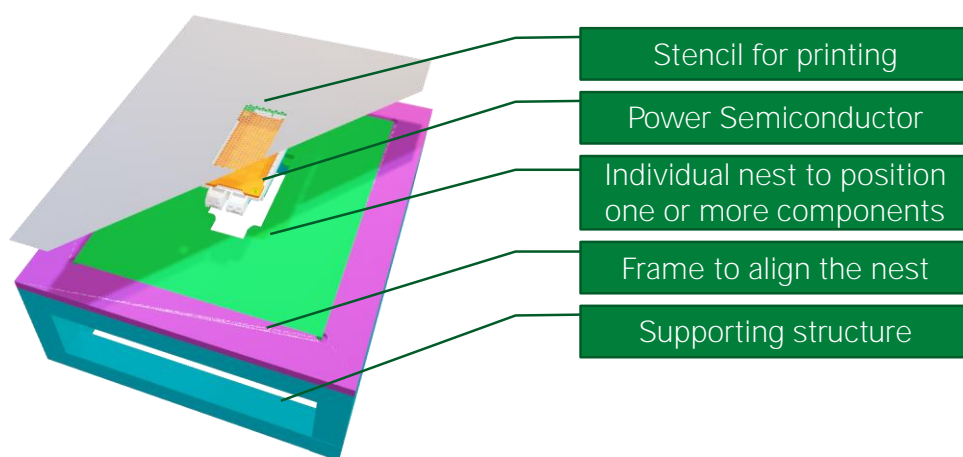 Stencil for printing
Power Semiconductor
Individual nest to position
one or more components
Frame to align the nest
Supporting structure